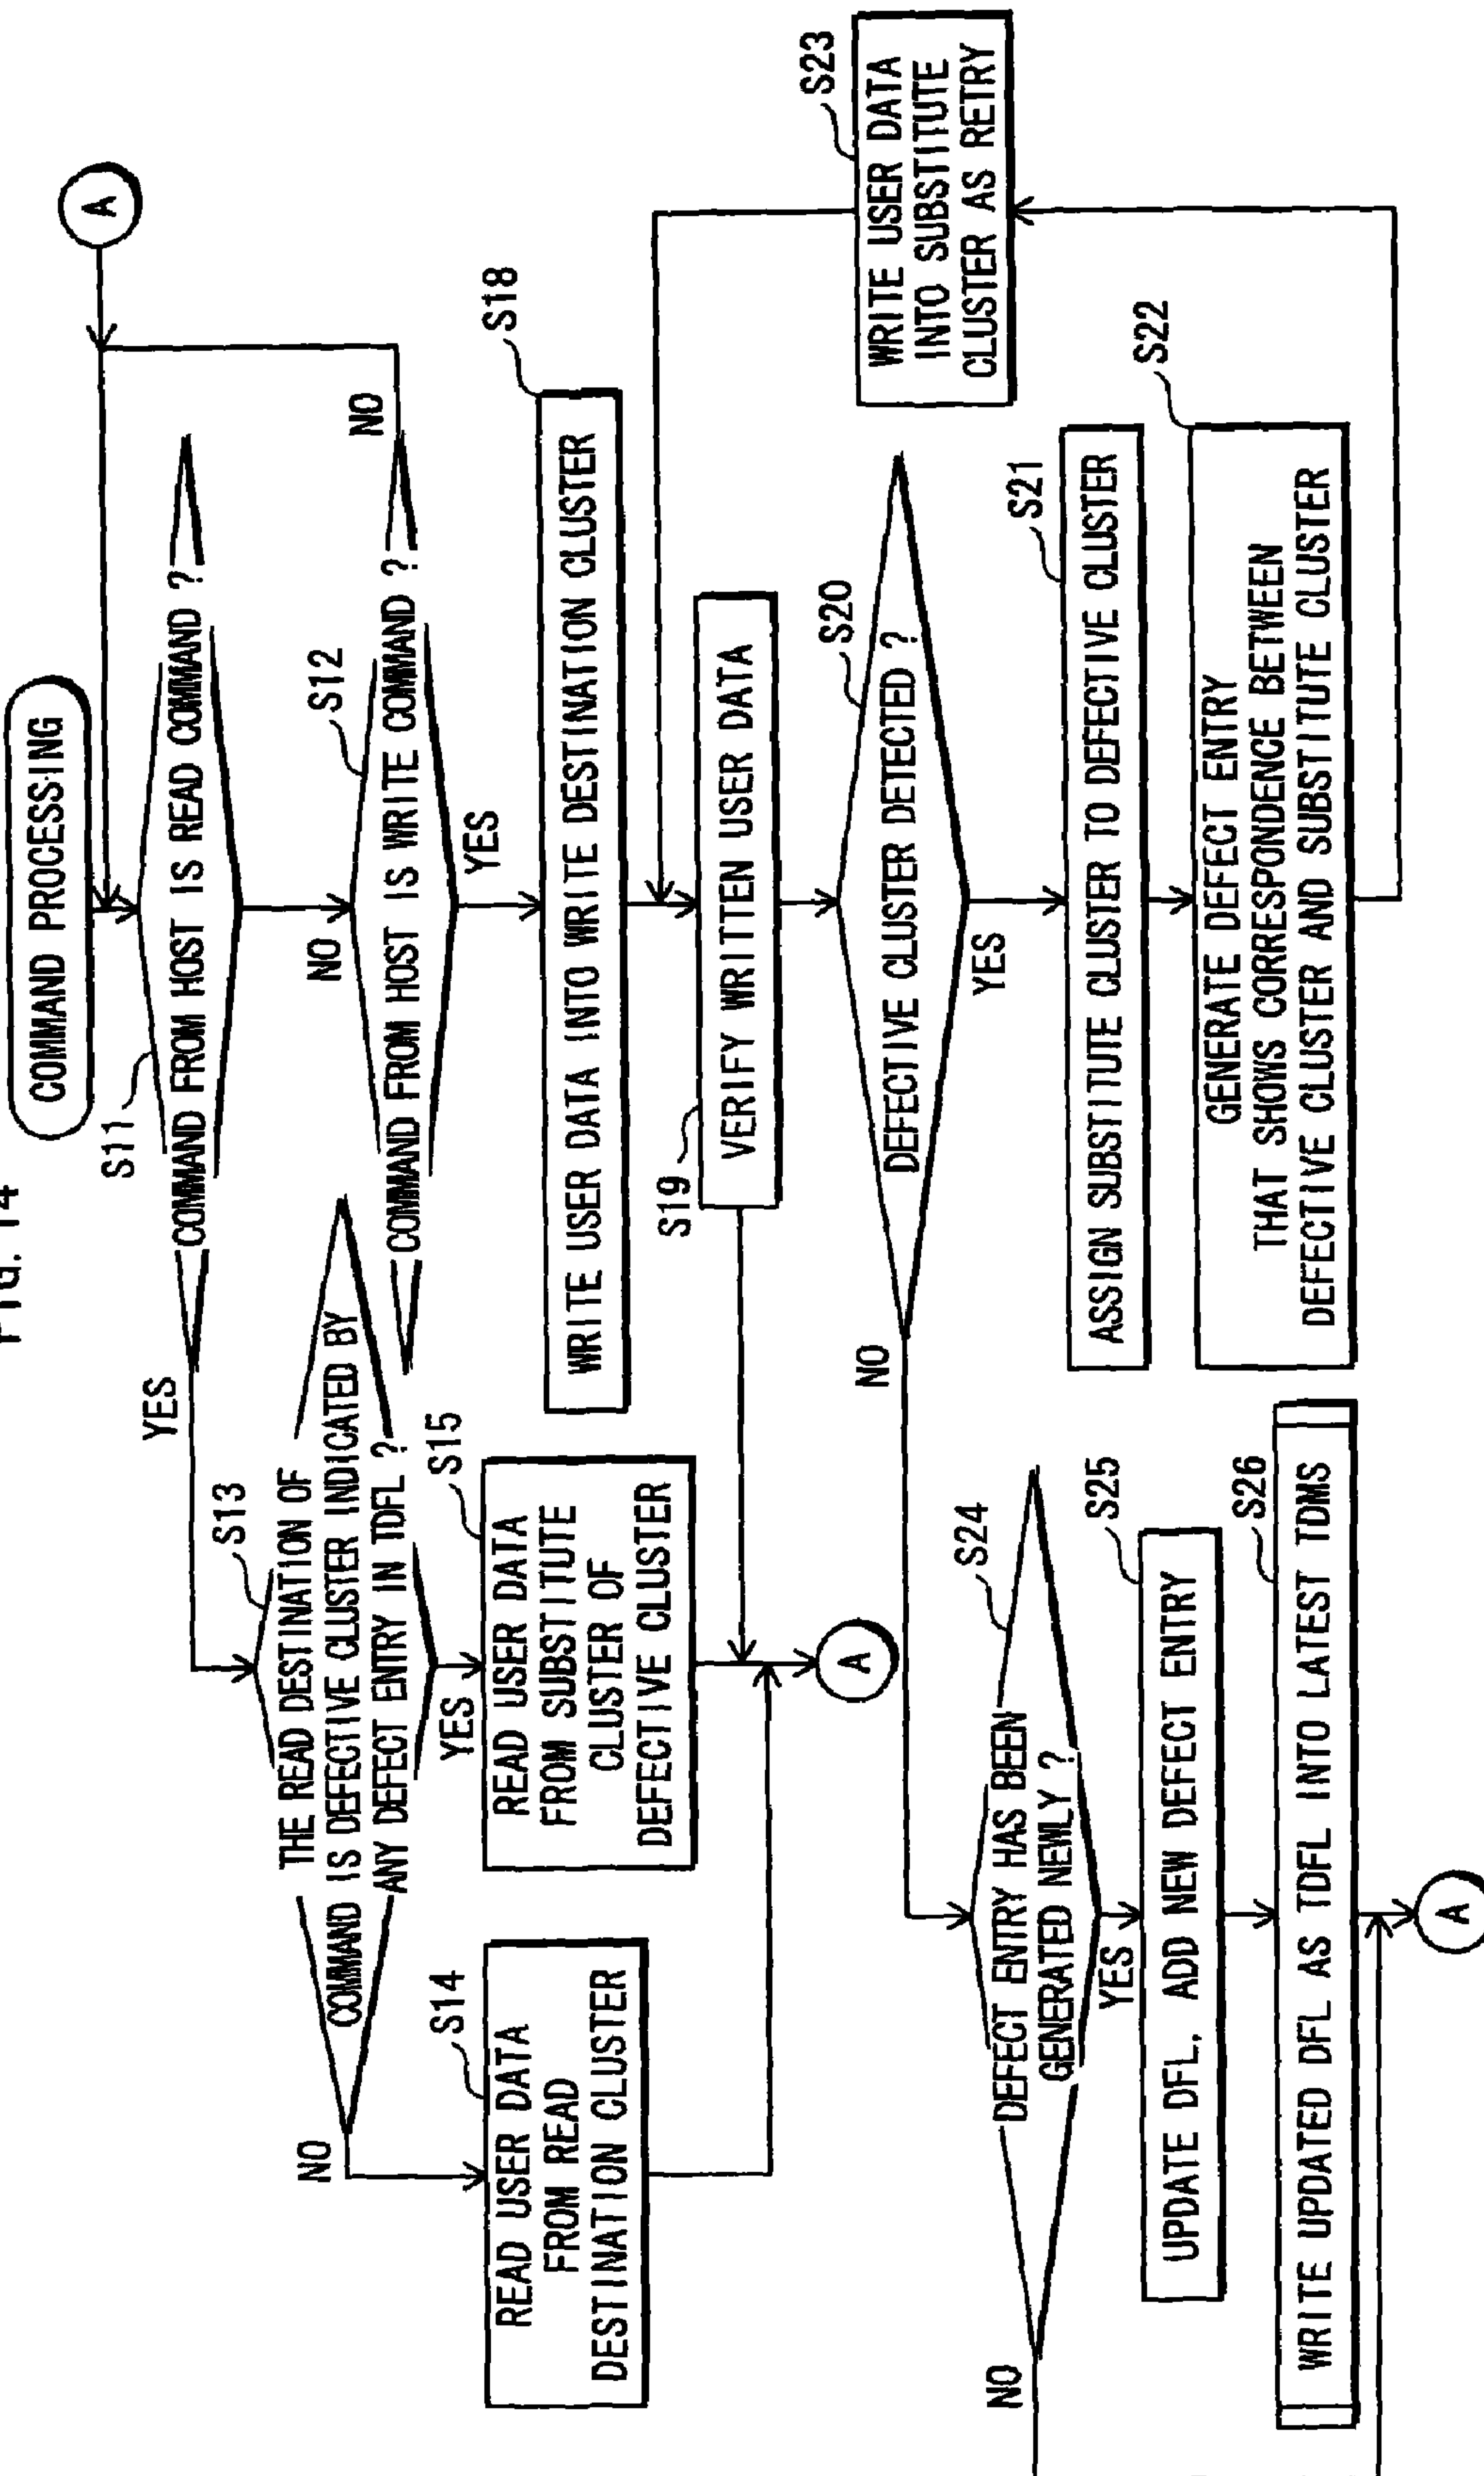 FIG. 14
COMMAND PROCESSING
A
S11
COMMAND FROM HOST IS READ COMMAND ?
YES
NO
S12
COMMAND FROM HOST IS WRITE COMMAND ?
NO
YES
S13
THE READ DESTINATION OF
COMMAND IS DEFECTIVE CLUSTER INDICATED BY
ANY DEFECT ENTRY IN TDFL ?
NO
YES
S14
READ USER DATA
FROM READ
DESTINATION CLUSTER
S15
READ USER DATA
FROM SUBSTITUTE
CLUSTER OF
DEFECTIVE CLUSTER
A
S18
WRITE USER DATA INTO WRITE DESTINATION CLUSTER
S19
VERIFY WRITTEN USER DATA
S20
DEFECTIVE CLUSTER DETECTED ?
NO
YES
S21
ASSIGN SUBSTITUTE CLUSTER TO DEFECTIVE CLUSTER
S22
GENERATE DEFECT ENTRY
THAT SHOWS CORRESPONDENCE BETWEEN
DEFECTIVE CLUSTER AND SUBSTITUTE CLUSTER
S23
WRITE USER DATA
INTO SUBSTITUTE
CLUSTER AS RETRY
S24
DEFECT ENTRY HAS BEEN
GENERATED NEWLY ?
NO
YES
S25
UPDATE DFL, ADD NEW DEFECT ENTRY
S26
WRITE UPDATED DFL AS TDFL INTO LATEST TDMS
A